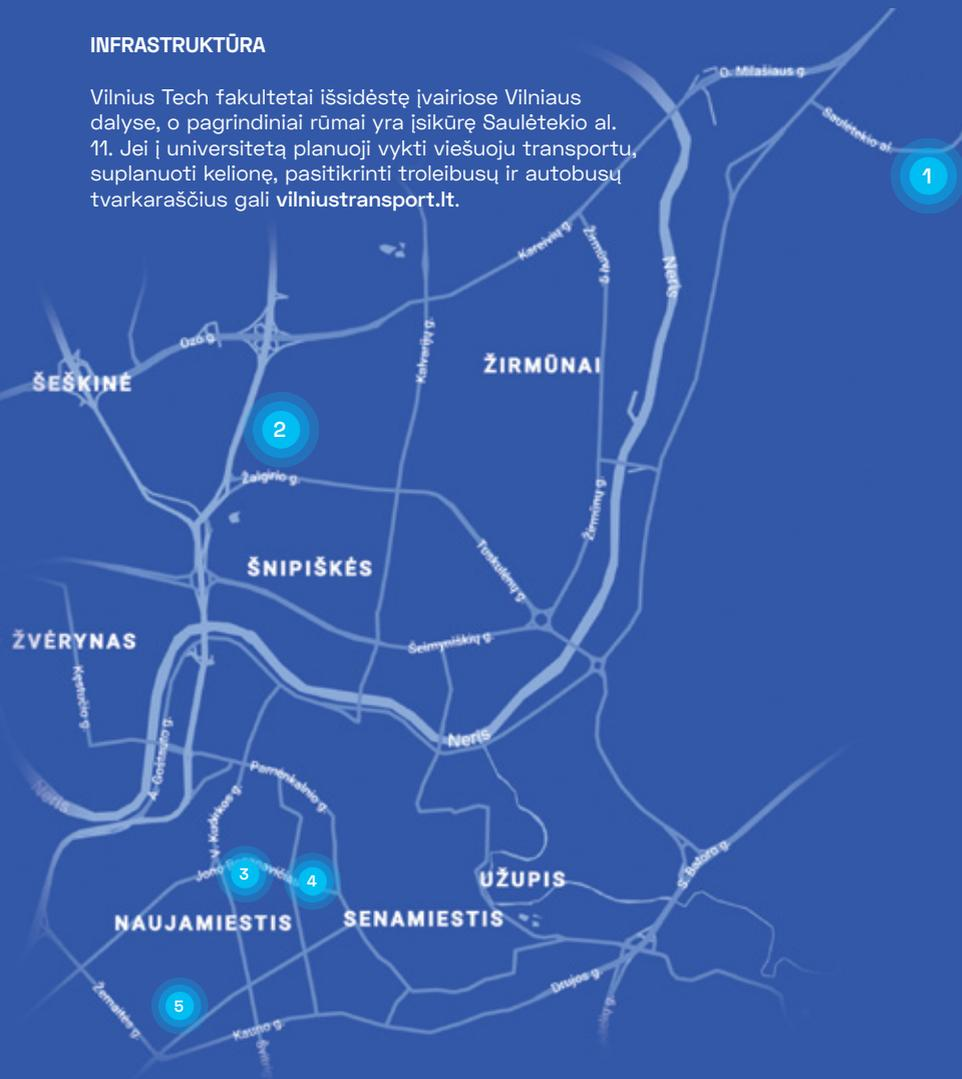 INFRASTRUKTŪRA
Vilnius Tech fakultetai išsidėstę įvairiose Vilniaus
dalyse, o pagrindiniai rūmai yra įsikūrę Saulėtekio al.
11. Jei į universitetą planuoji vykti viešuoju transportu,
suplanuoti kelionę, pasitikrinti troleibusų ir autobusų
tvarkaraščius gali vilniustransport.lt.
O. Milašiaus g.
Saulėtekio al.
1
Kareivių g.
Žirmūnų g.
Neris
Ozo g.
Kalvarijų g.
ŽIRMŪNAI
ŠEŠKINĖ
2
Žalgirio g.
Žirmūnų g.
Tuskulėnų g.
ŠNIPIŠKĖS
Šeimyniškių g.
ŽVĖRYNAS
Kęstučio g.
A. Goštauto g.
Neris
Neris
Pamėnkalnio g.
V. Kudirkos g.
S. Batoro g.
Jono
3
4
UŽUPIS
NAUJAMIESTIS
SENAMIESTIS
Drujos g.
Žemaitės g.
5
Kauno g.